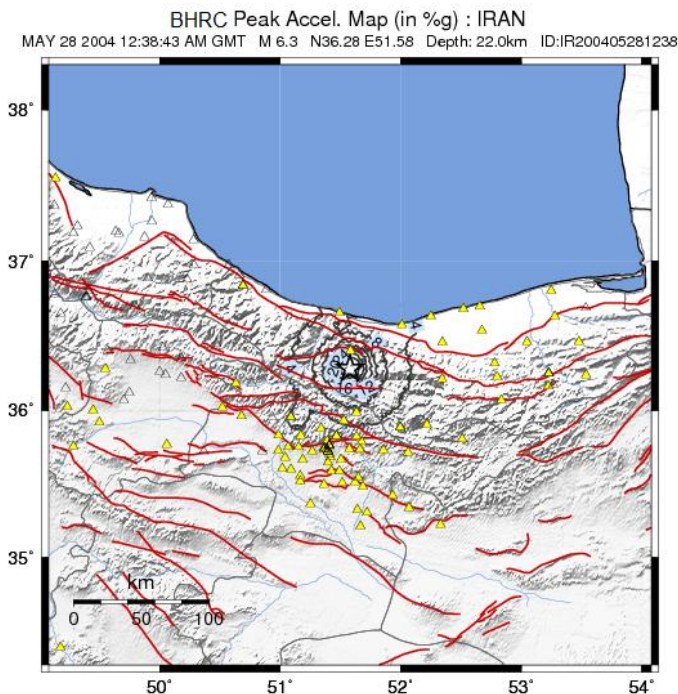 BHRC Peak Accel. Map (in %g) : IRAN
MAY 28 2004 12:38:43 AM GMT M 6.3 N36.28 E51.58 Depth: 22.0km ID:IR200405281238
38°
37°
36°
35°
km
0 50 100
50° 51° 52° 53° 54°